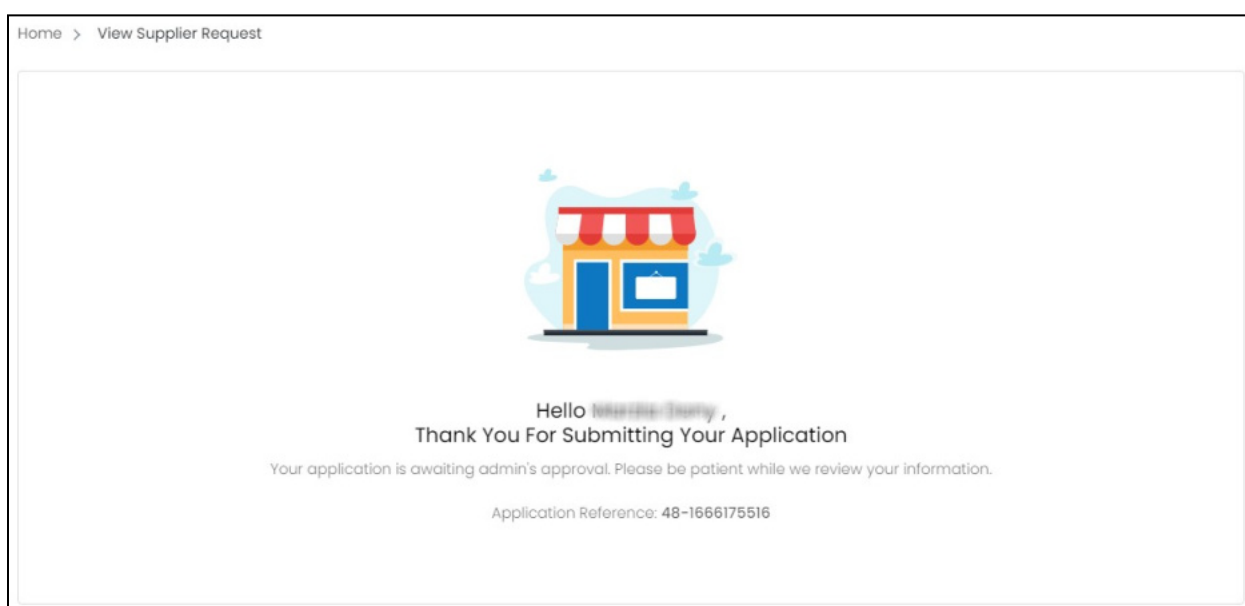 Home > View Supplier Request
Hello ,
Thank You For Submitting Your Application
Your application is awaiting admin's approval. Please be patient while we review your information.
Application Reference: 48-1666175516